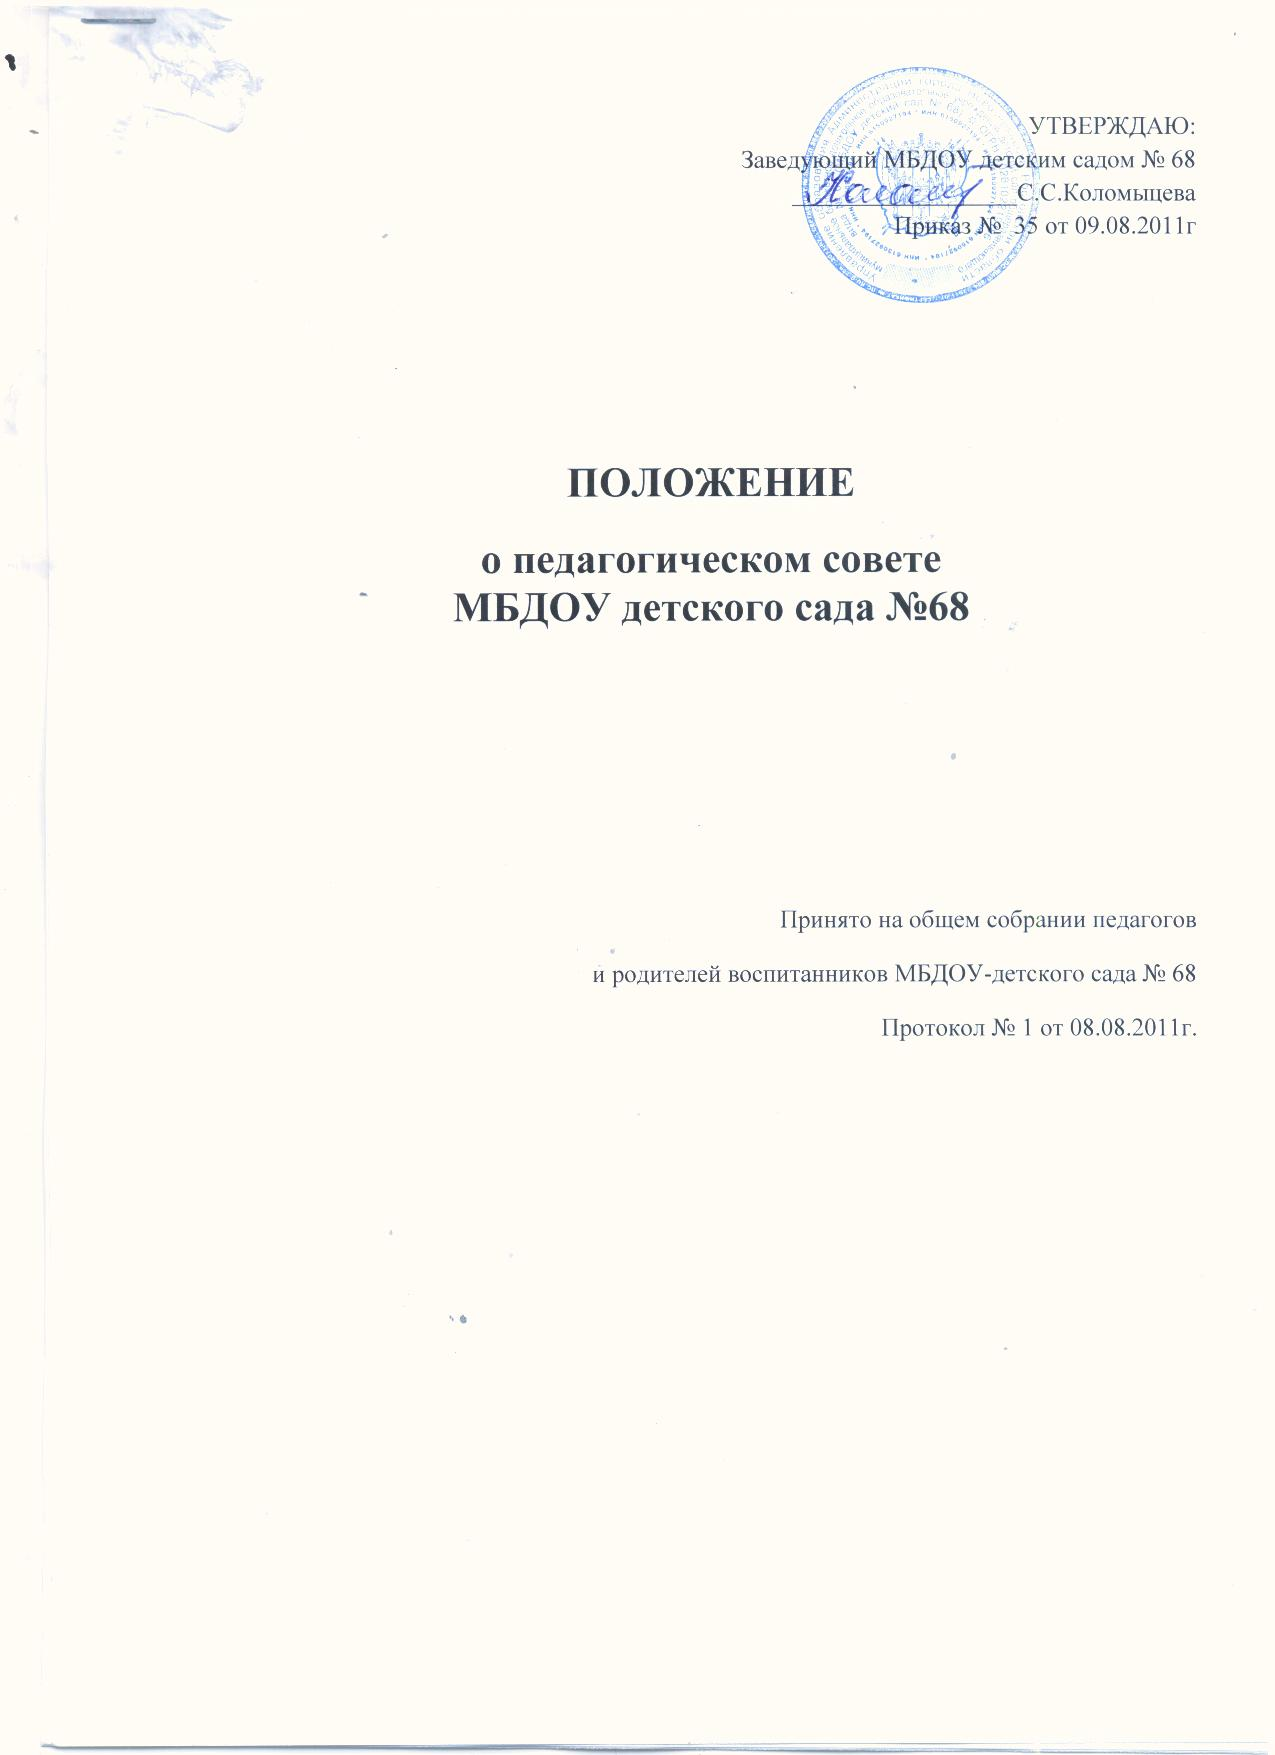 УТВЕРЖДАЮ:
Заведующий МБДОУ детским садом № 68
С.С.Коломыцева
Приказ № 35 от 09.08.2011г
ПОЛОЖЕНИЕ
о педагогическом совете
МБДОУ детского сада №68
Принято на общем собрании педагогов
и родителей воспитанников МБДОУ-детского сада № 68
Протокол № 1 от 08.08.2011г.